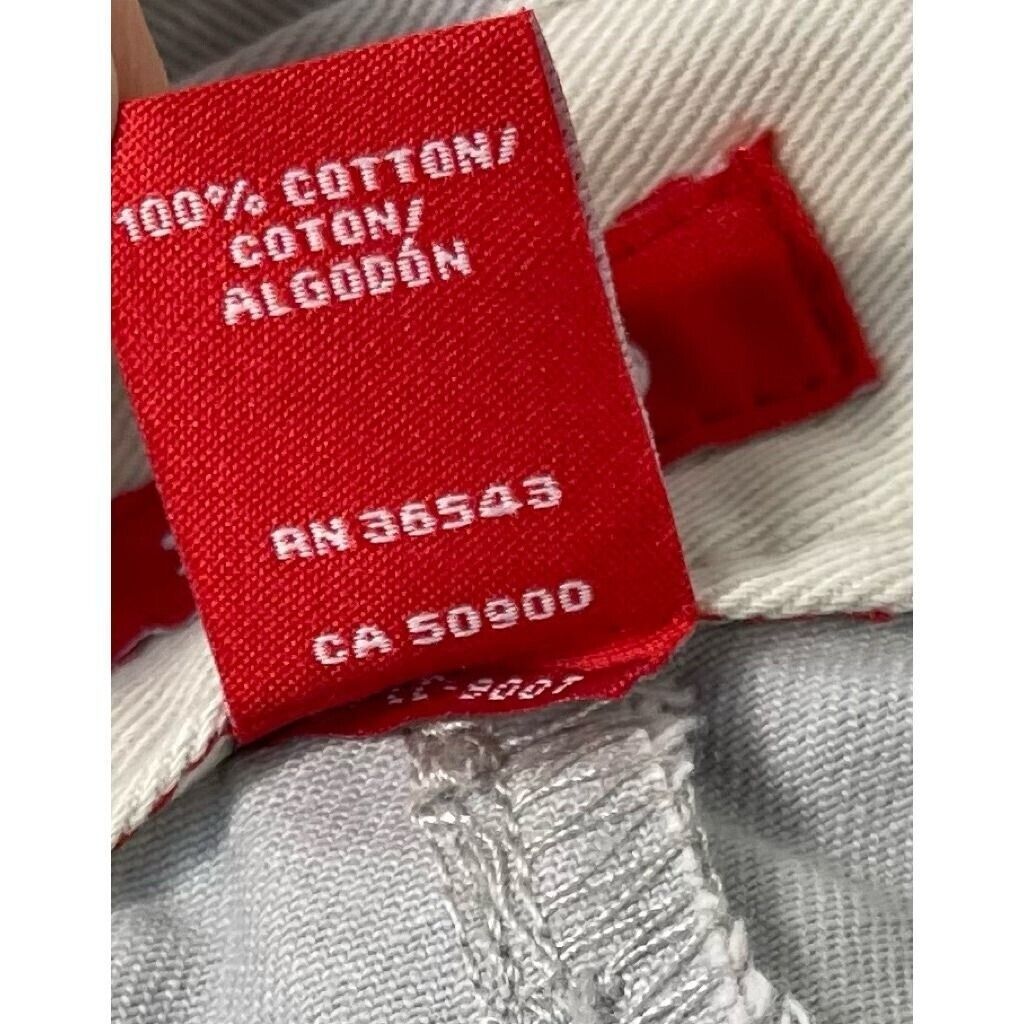 100% COTTON/
COTON/
ALGODÓN
RN 36543
CA 50900